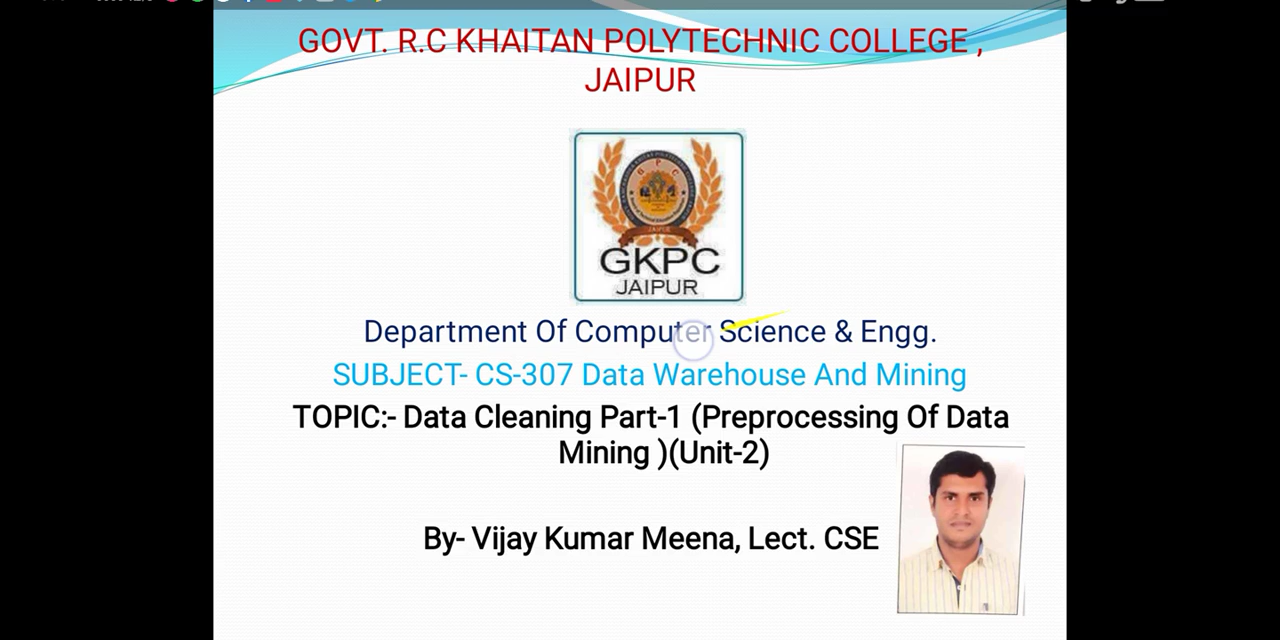 GOVT. R.C KHAITAN POLYTECHNIC COLLEGE ,
JAIPUR
G P C
JAIPUR
GKPC
JAIPUR
Department Of Computer Science & Engg.
SUBJECT- CS-307 Data Warehouse And Mining
TOPIC:- Data Cleaning Part-1 (Preprocessing Of Data
Mining )(Unit-2)
By- Vijay Kumar Meena, Lect. CSE